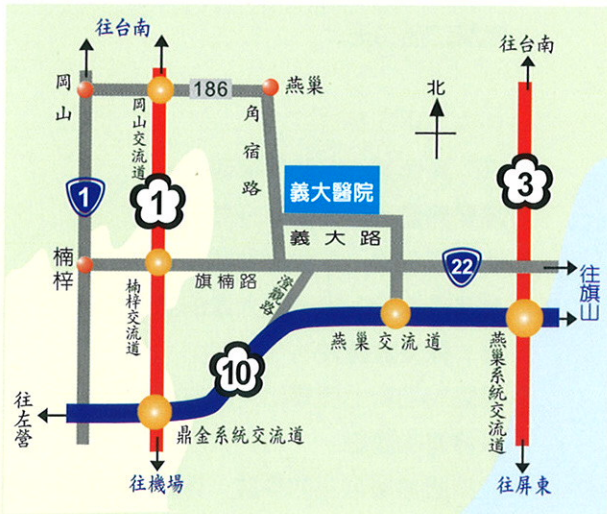 往台南
往台南
岡山
186
燕巢
北
岡山交流道
角宿路
1
1
3
義大醫院
義大路
楠梓
旗楠路
22
往旗山
澄觀路
楠梓交流道
燕巢交流道
燕巢系統交流道
10
往左營
鼎金系統交流道
往機場
往屏東